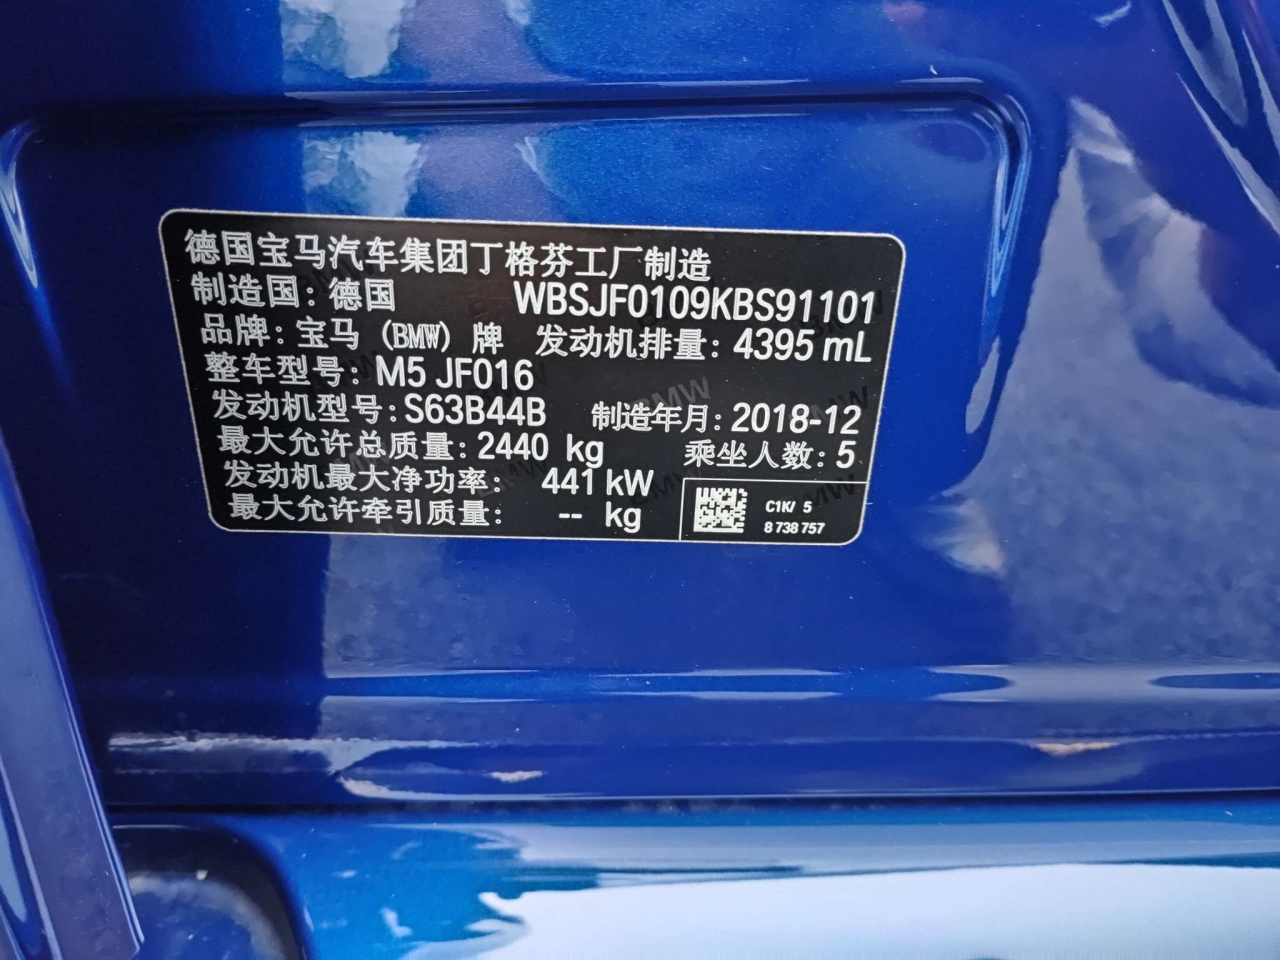 德国宝马汽车集团丁格芬工厂制造
制造国：德国 WBSJF0109KBS91101
品牌：宝马 (BMW) 牌 发动机排量：4395 mL
整车型号：M5 JF016
发动机型号：S63B44B 制造年月：2018-12
最大允许总质量：2440 kg 乘坐人数：5
发动机最大净功率： 441 kW
最大允许牵引质量： -- kg
C1K/ 5
8 738 757